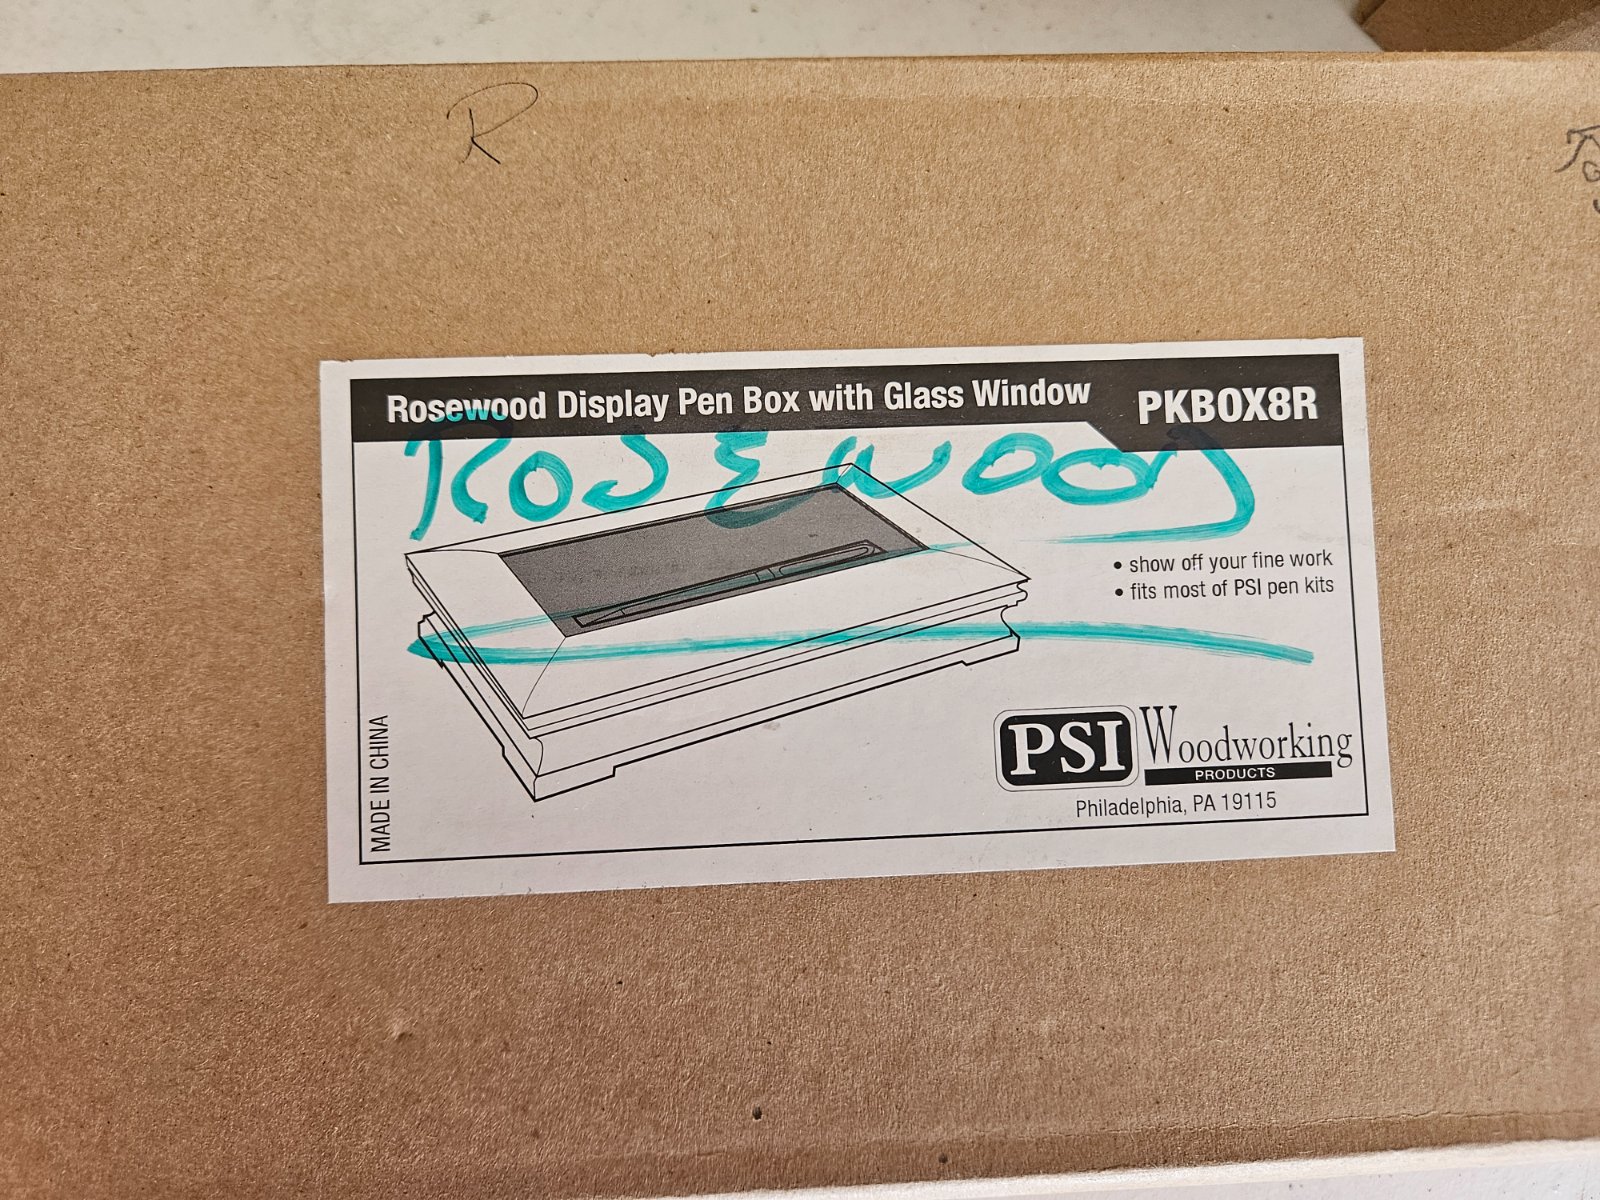 R
Rosewood Display Pen Box with Glass Window
PKBOX8R
ROSEWOOD
• show off your fine work
• fits most of PSI pen kits
MADE IN CHINA
PSI Woodworking
PRODUCTS
Philadelphia, PA 19115